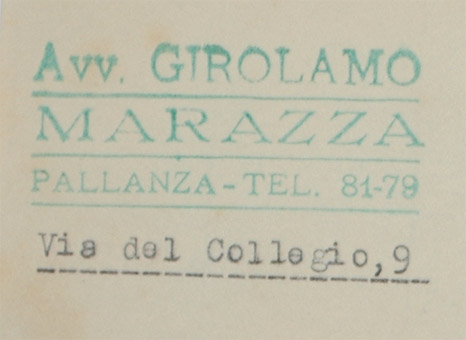 Avv. GIROLAMO
MARAZZA
PALLANZA - TEL. 81-79
Via del Collegio, 9